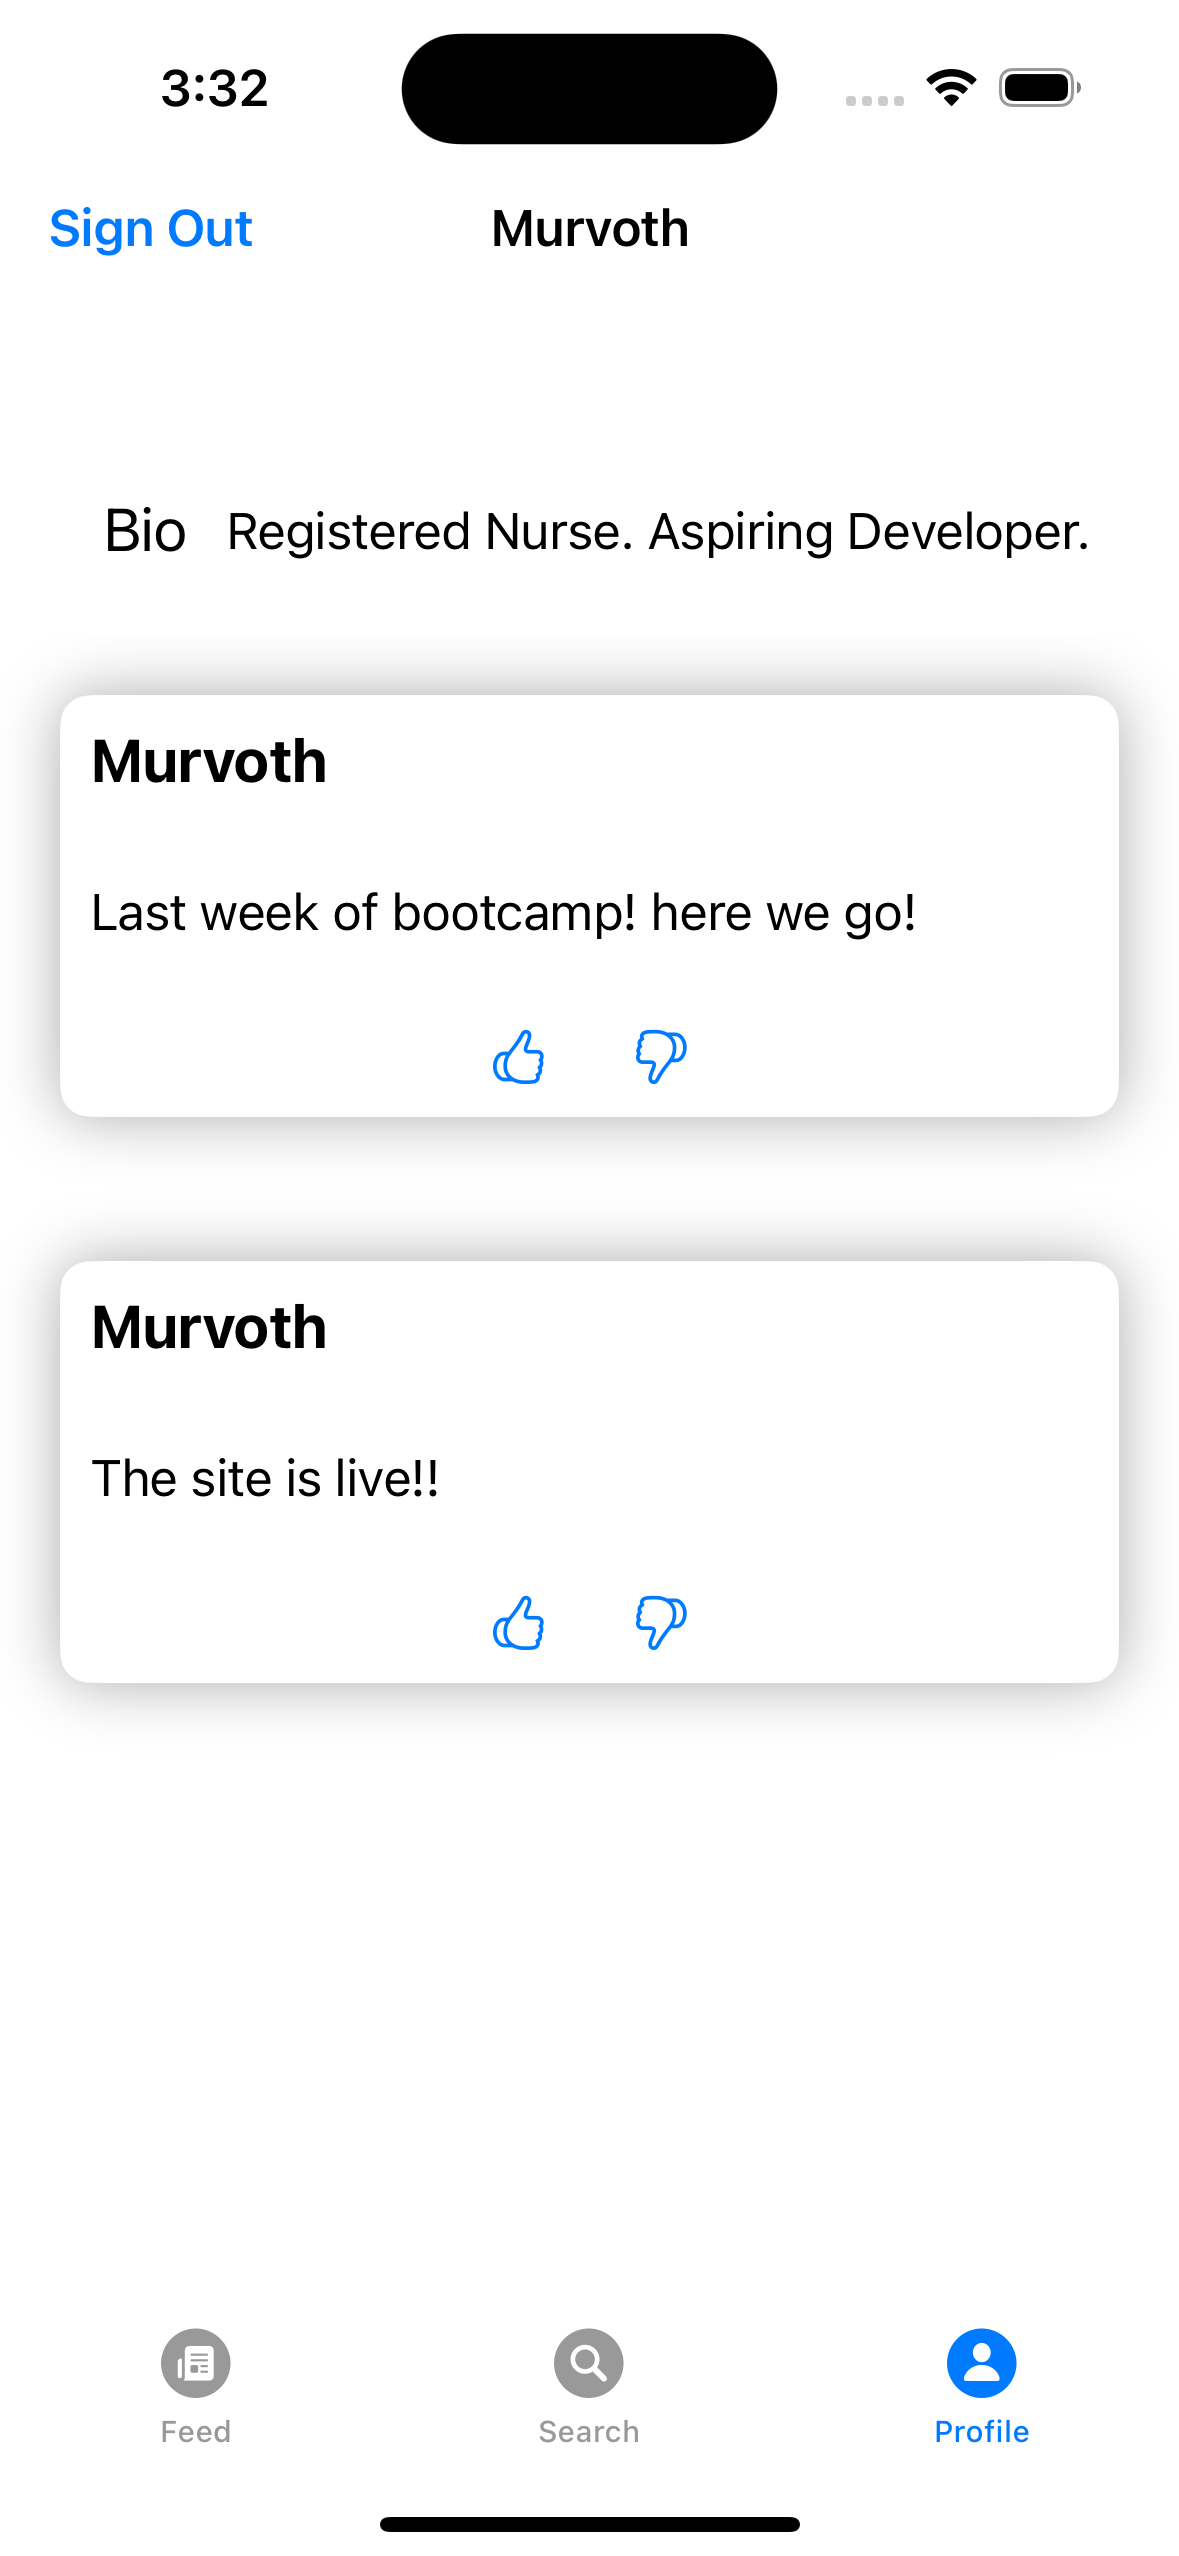 3:32
Sign Out Murvoth
Bio Registered Nurse. Aspiring Developer.
Murvoth
Last week of bootcamp! here we go!
Murvoth
The site is live!!
Feed Search Profile